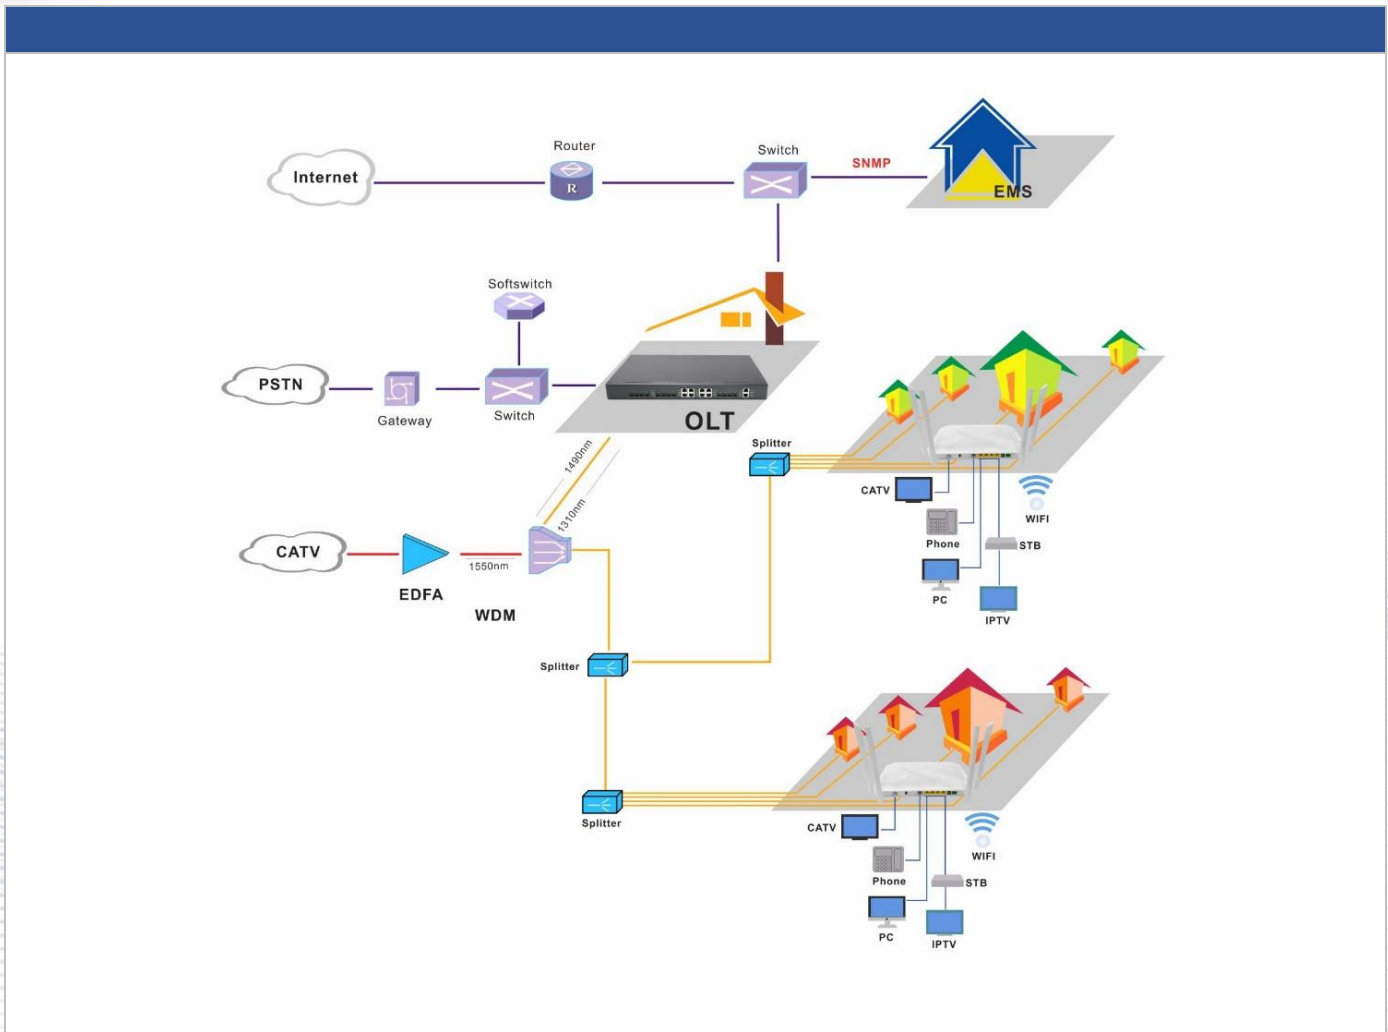 Router
Switch
SNMP
Internet
R
EMS
Softswitch
PSTN
Gateway
Switch
OLT
1490nm
1310nm
Splitter
CATV
WIFI
Phone
STB
PC
IPTV
CATV
1550nm
EDFA
WDM
Splitter
Splitter
CATV
WIFI
Phone
STB
PC
IPTV